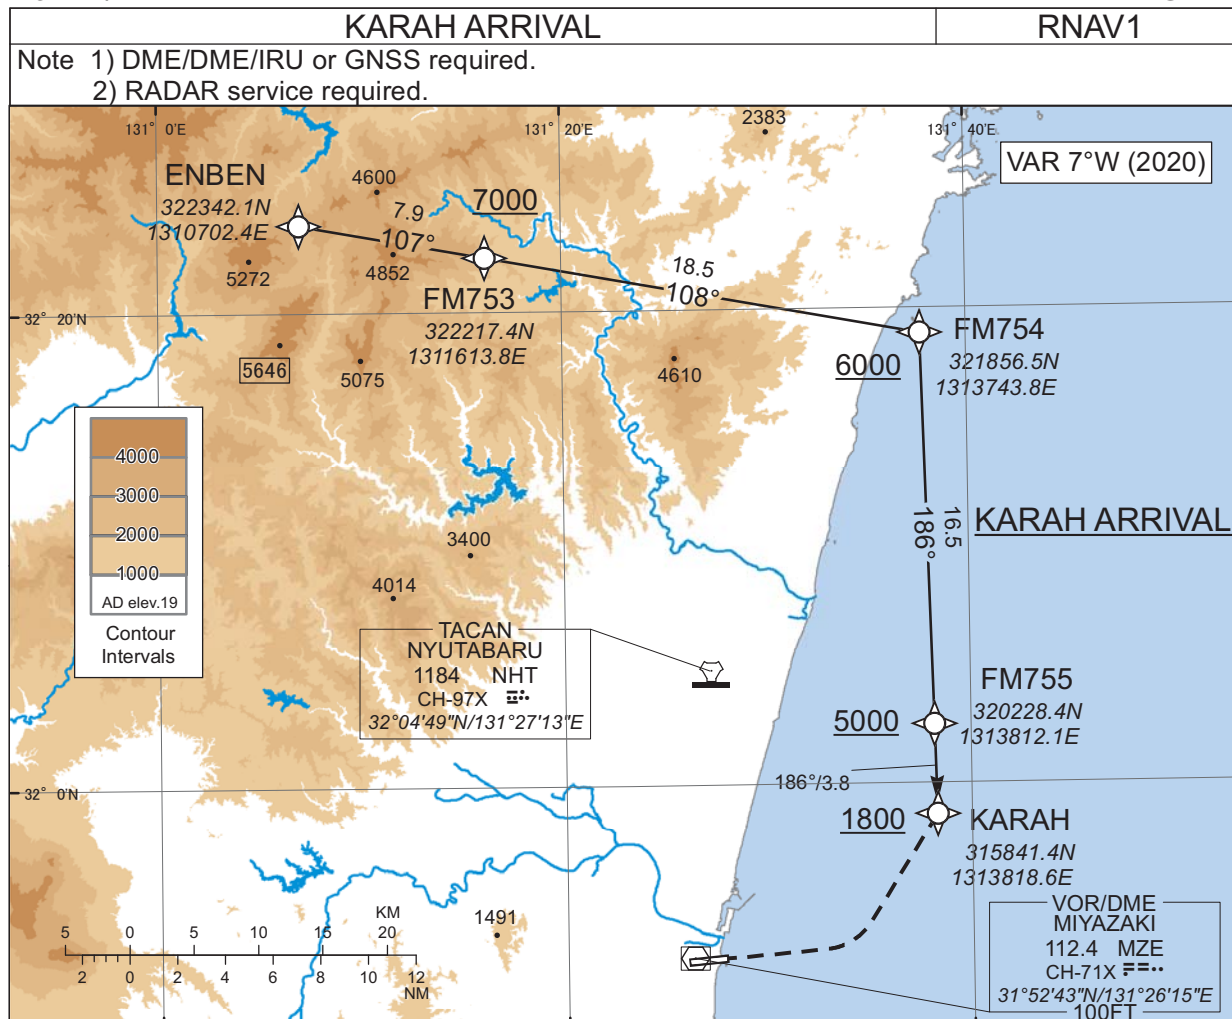 KARAH ARRIVAL
RNAV1
Note 1) DME/DME/IRU or GNSS required.
2) RADAR service required.
131° 0'E
131° 20'E
2383
131° 40'E
VAR 7°W (2020)
ENBEN
322342.1N
1310702.4E
4600
7.9
107°
7000
5272
4852
18.5
108°
FM753
322217.4N
1311613.8E
32° 20'N
FM754
321856.5N
1313743.8E
6000
5646
5075
4610
4000
3000
2000
1000
AD elev.19
Contour
Intervals
186°
16.5
KARAH ARRIVAL
3400
4014
TACAN
NYUTABARU
1184 NHT
CH-97X
32°04'49"N/131°27'13"E
FM755
320228.4N
1313812.1E
5000
186°/3.8
32° 0'N
1800
KARAH
315841.4N
1313818.6E
1491
KM
5 0 5 10 15 20
2 0 2 4 6 8 10 12
NM
VOR/DME
MIYAZAKI
112.4 MZE
CH-71X
31°52'43"N/131°26'15"E
100FT